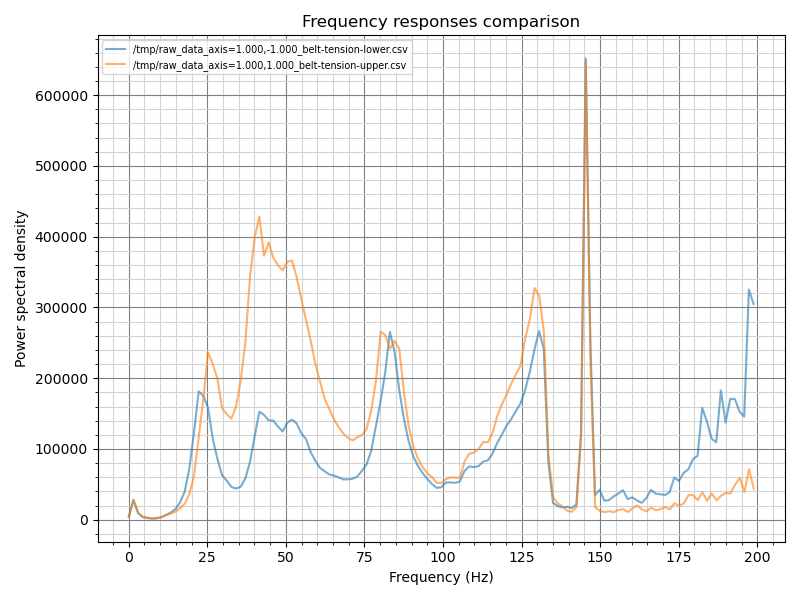 Frequency responses comparison
/tmp/raw_data_axis=1.000,-1.000_belt-tension-lower.csv
/tmp/raw_data_axis=1.000,1.000_belt-tension-upper.csv
600000
500000
400000
300000
200000
100000
0
Power spectral density
0 25 50 75 100 125 150 175 200
Frequency (Hz)